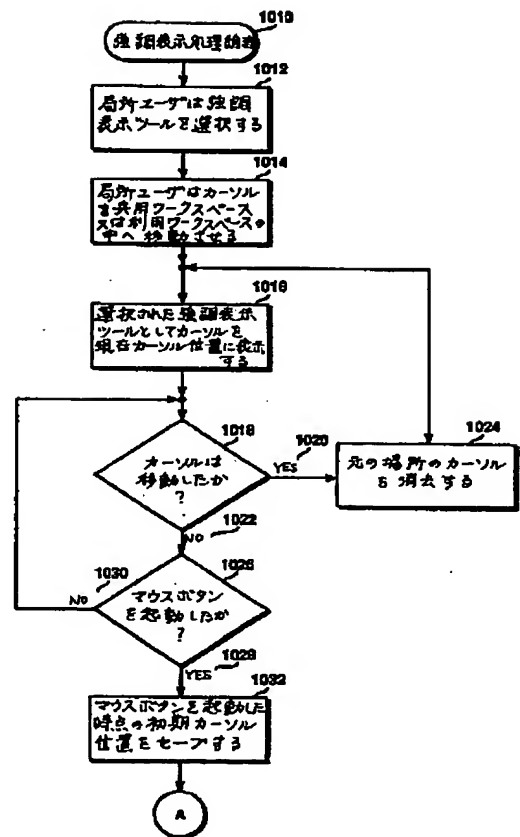 1010
強調表示処理開始
1012
局所ユーザは強調
表示ツールを選択する
1014
局所ユーザはカーソル
を共用ワークスペース
又は利用ワークスペースの
中へ移動させる
1016
選択された強調表示
ツールとしてカーソルを
現在カーソル位置に表示
する
1018
カーソルは
移動したか
?
1020
YES
1024
元の場所のカーソル
を消去する
1022
NO
1026
マウスボタン
を起動したか
?
1030
NO
1028
YES
1032
マウスボタンを起動した
時点の初期カーソル
位置をセーブする
A